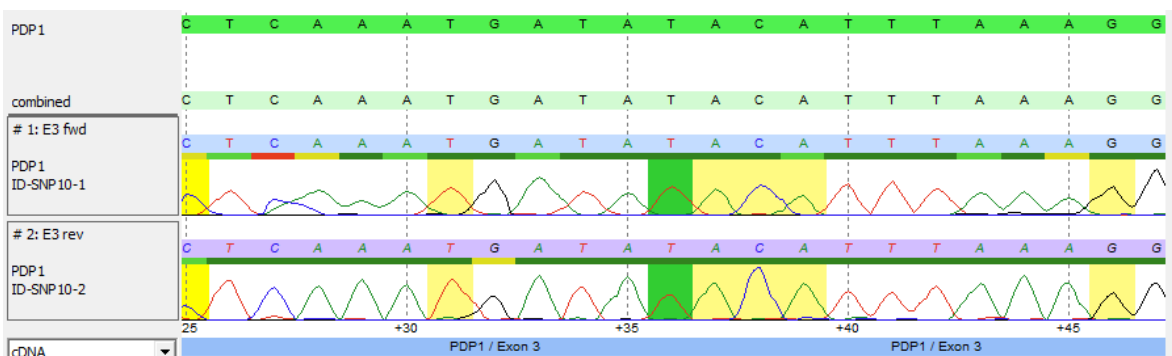 PDP1 C T C A A A T G A T A T A C A T T T A A A G G
combined C T C A A A T G A T A T A C A T T T A A A G G
# 1: E3 fwd C T C A A A T G A T A T A C A T T T A A A G G
PDP1
ID-SNP10-1
# 2: E3 rev C T C A A A T G A T A T A C A T T T A A A G G
PDP1
ID-SNP10-2
25 +30 +35 +40 +45
cDNA PDP1 / Exon 3 PDP1 / Exon 3